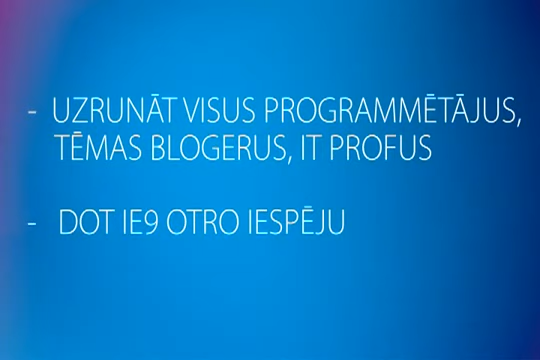 - UZRUNĀT VISUS PROGRAMMĒTĀJUS,
TĒMAS BLOGERUS, IT PROFUS
- DOT IE9 OTRO IESPĒJU